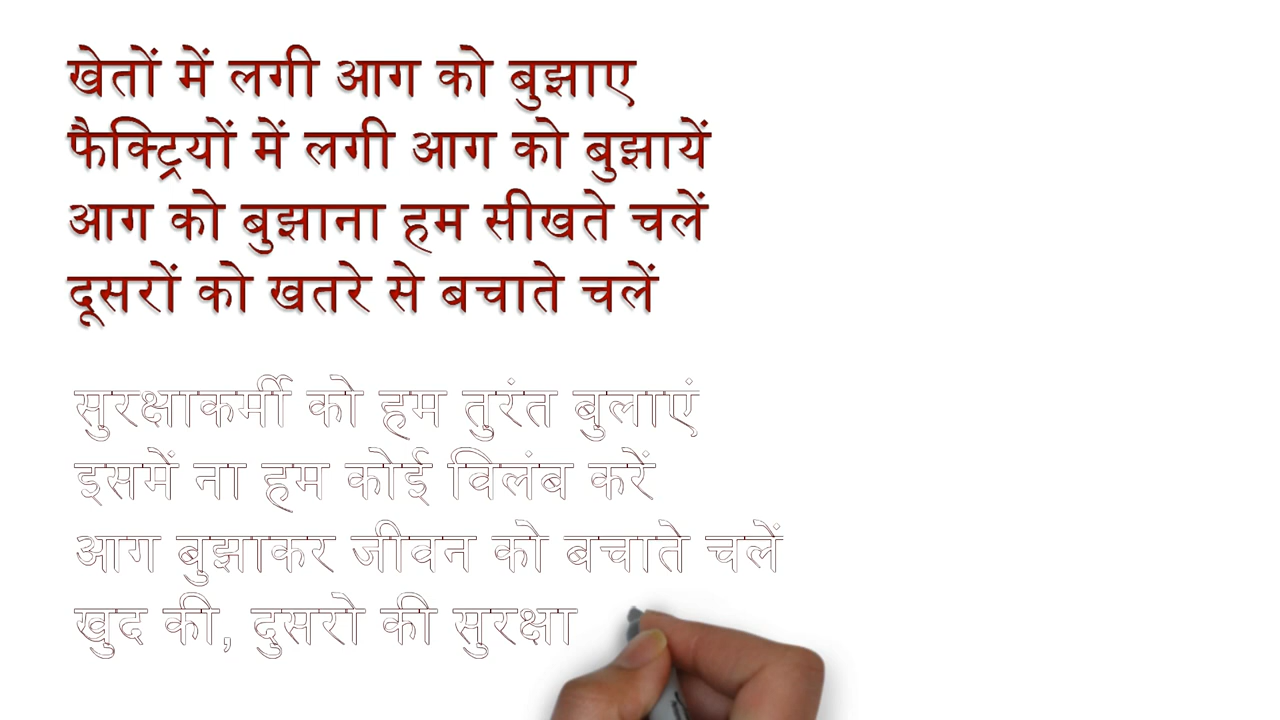 खेतों में लगी आग को बुझाए
फैक्ट्रियों में लगी आग को बुझायें
आग को बुझाना हम सीखते चलें
दूसरों को खतरे से बचाते चलें
सुरक्षाकर्मी को हम तुरंत बुलाएं
इसमें ना हम कोई विलंब करें
आग बुझाकर जीवन को बचाते चलें
खुद की, दुसरो की सुरक्षा